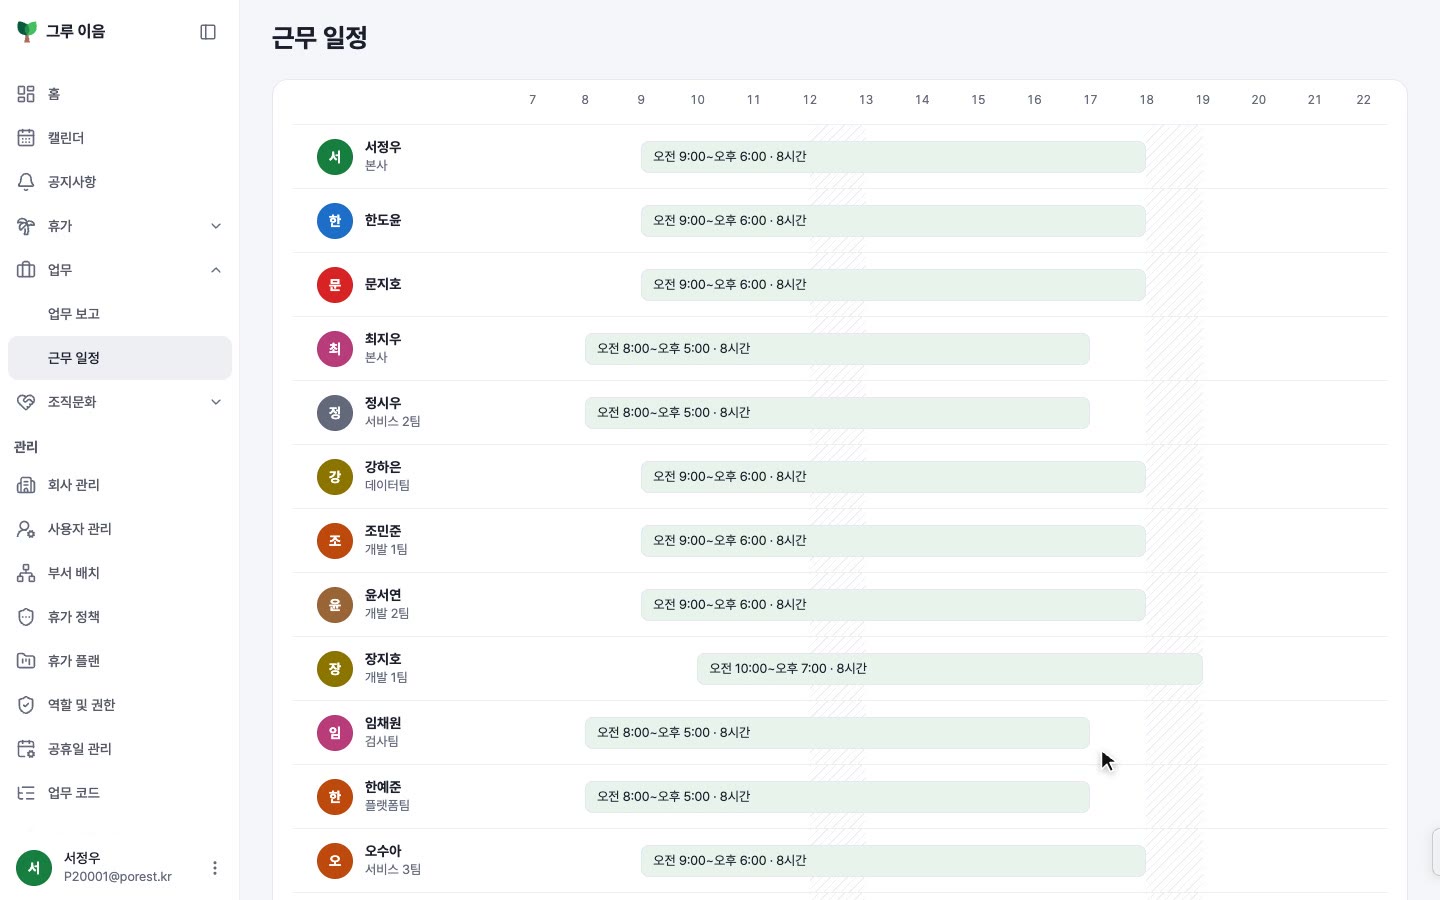 그루 이음
홈
캘린더
공지사항
휴가
업무
업무 보고
근무 일정
조직문화
관리
회사 관리
사용자 관리
부서 배치
휴가 정책
휴가 플랜
역할 및 권한
공휴일 관리
업무 코드
서
서정우
P20001@porest.kr
근무 일정
7 8 9 10 11 12 13 14 15 16 17 18 19 20 21 22
서
서정우
본사
오전 9:00~오후 6:00 · 8시간
한
한도윤
오전 9:00~오후 6:00 · 8시간
문
문지호
오전 9:00~오후 6:00 · 8시간
최
최지우
본사
오전 8:00~오후 5:00 · 8시간
정
정시우
서비스 2팀
오전 8:00~오후 5:00 · 8시간
강
강하은
데이터팀
오전 9:00~오후 6:00 · 8시간
조
조민준
개발 1팀
오전 9:00~오후 6:00 · 8시간
윤
윤서연
개발 2팀
오전 9:00~오후 6:00 · 8시간
장
장지호
개발 1팀
오전 10:00~오후 7:00 · 8시간
임
임채원
검사팀
오전 8:00~오후 5:00 · 8시간
한
한예준
플랫폼팀
오전 8:00~오후 5:00 · 8시간
오
오수아
서비스 3팀
오전 9:00~오후 6:00 · 8시간